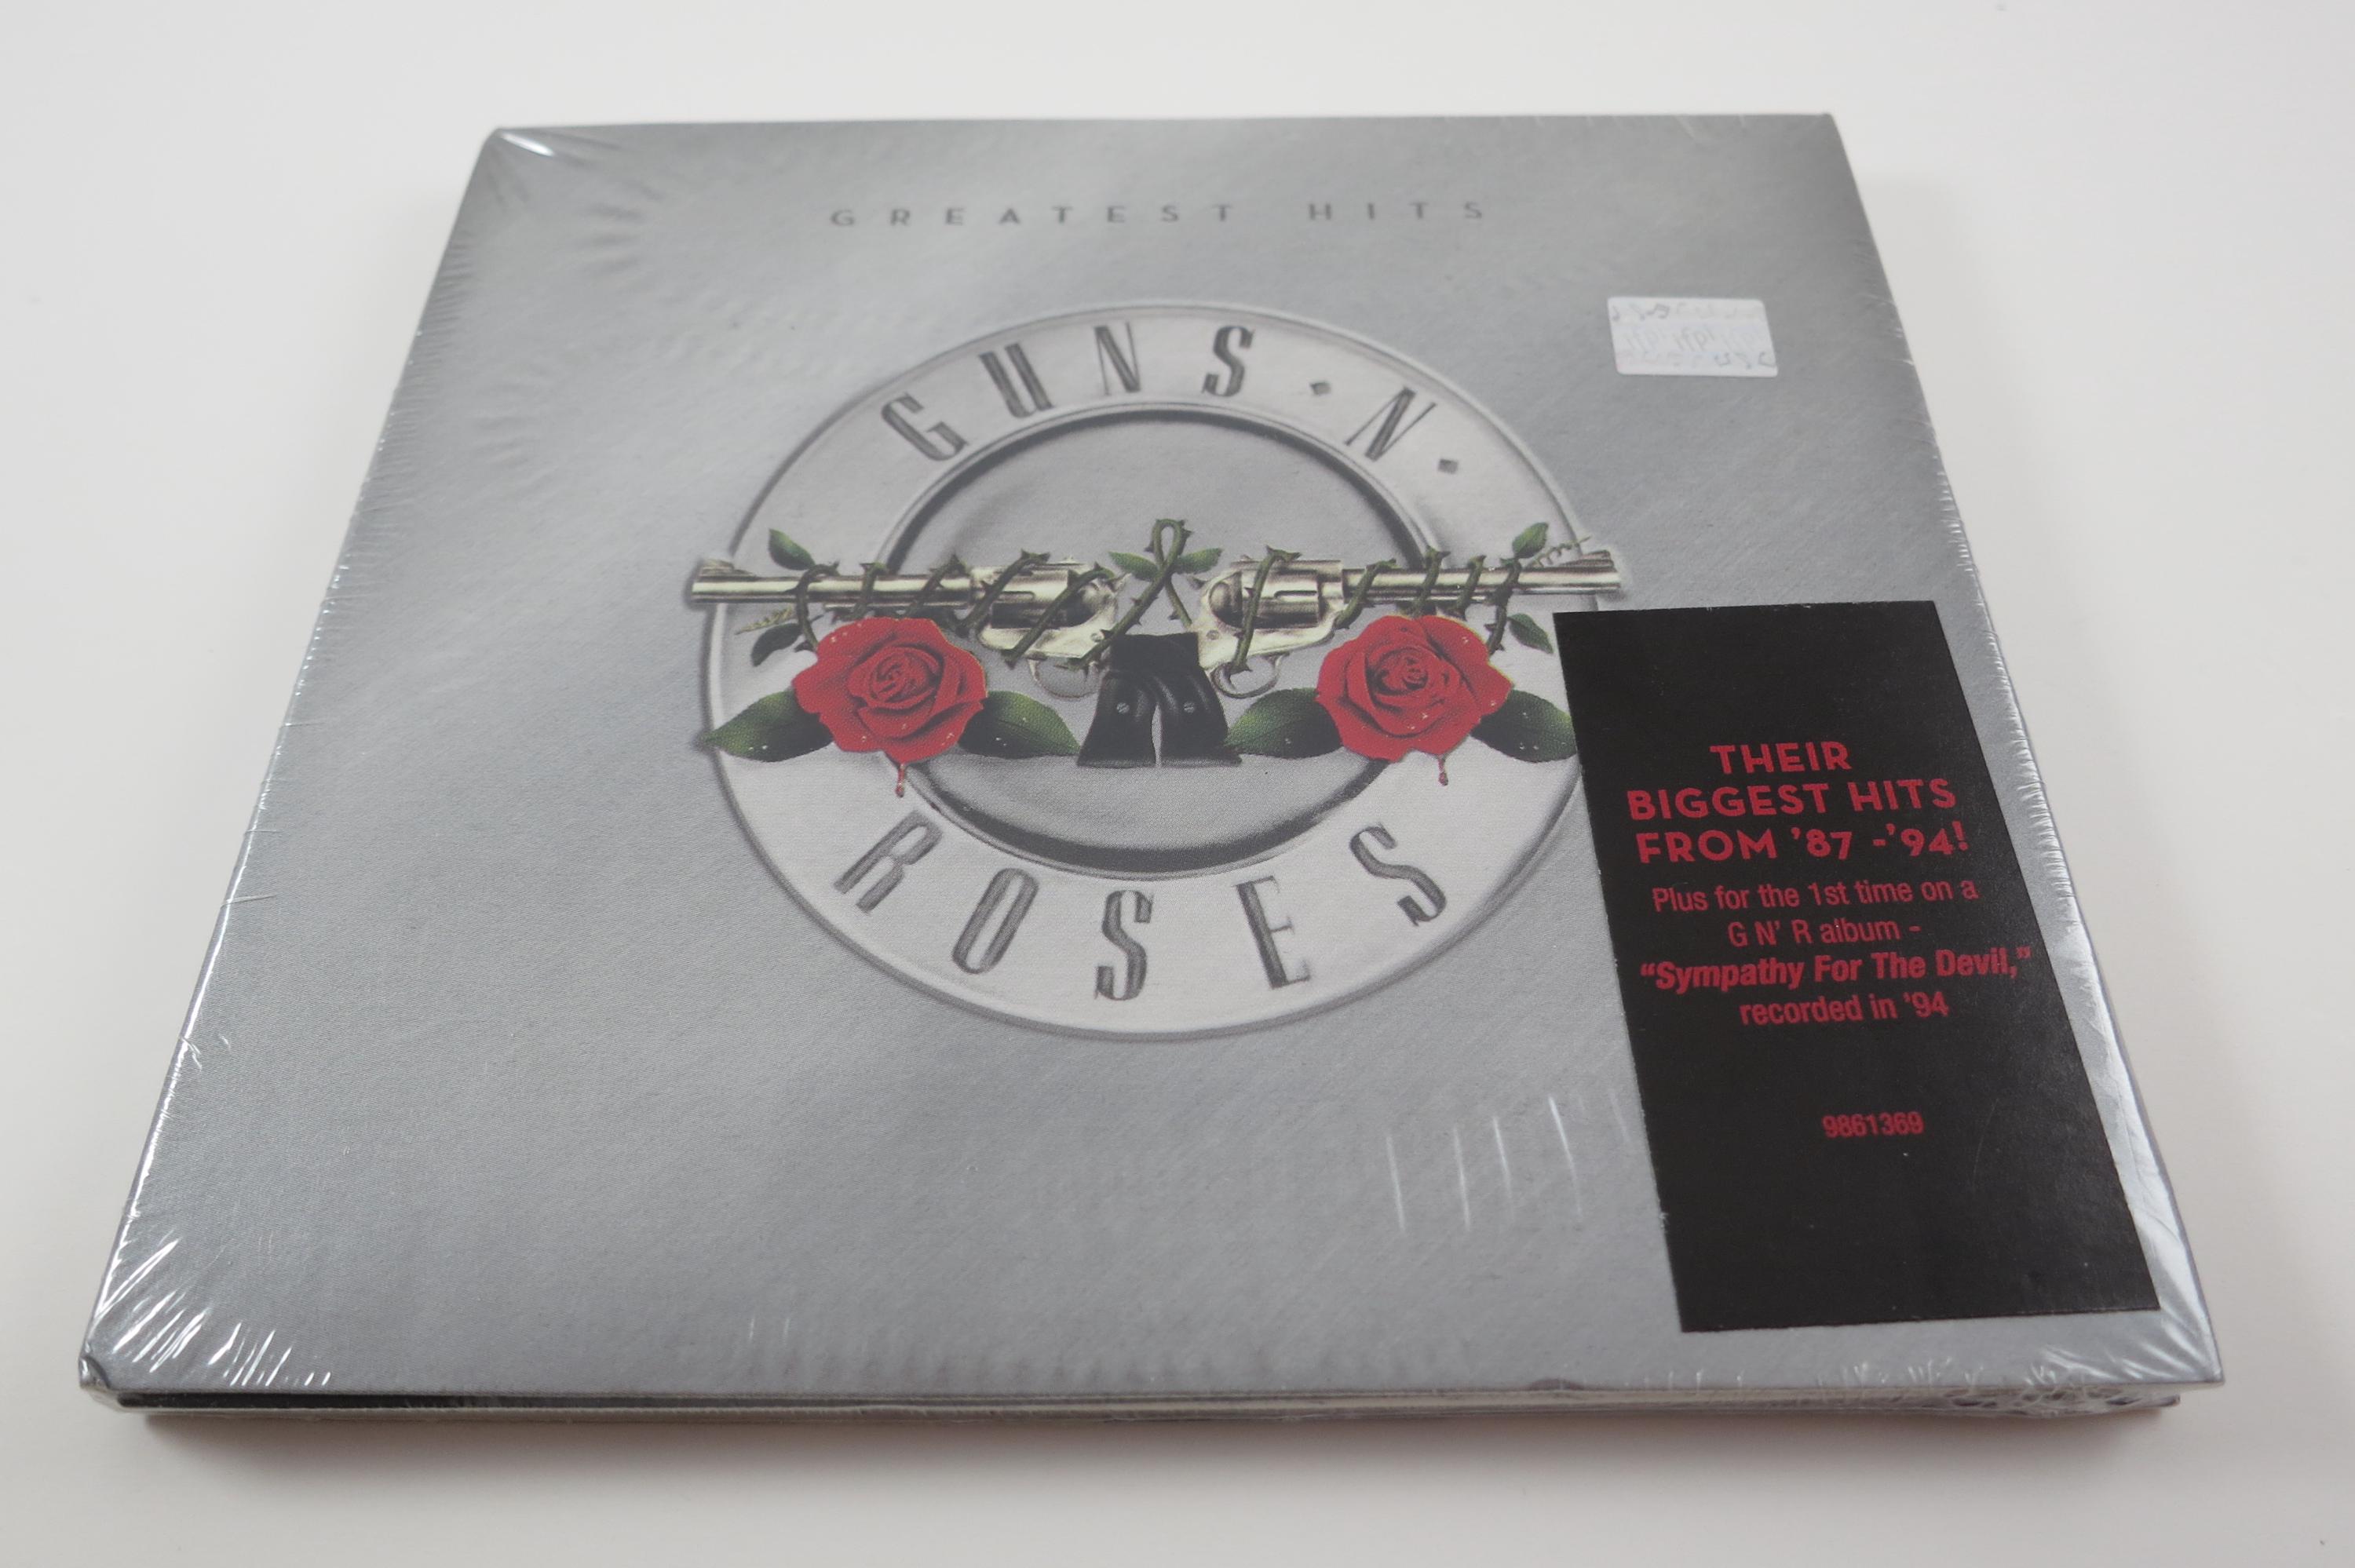 GREATEST HITS
GUNS · N ·
ROSES
THEIR
BIGGEST HITS
FROM '87 -'94!
Plus for the 1st time on a
G N' R album -
“Sympathy For The Devil,”
recorded in '94
9861369
ifpi